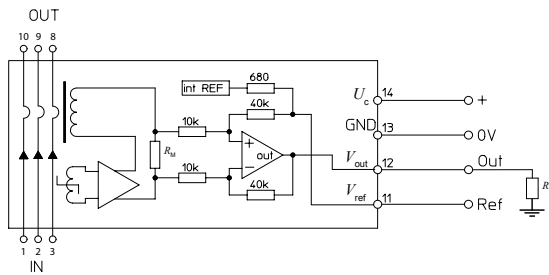 OUT
10 9 8
int REF
680
U_c 14 +
10k
40k
GND 13 0V
+
R_M
out
V_out 12 Out
10k
−
40k
V_ref 11 Ref
R
1 2 3
IN